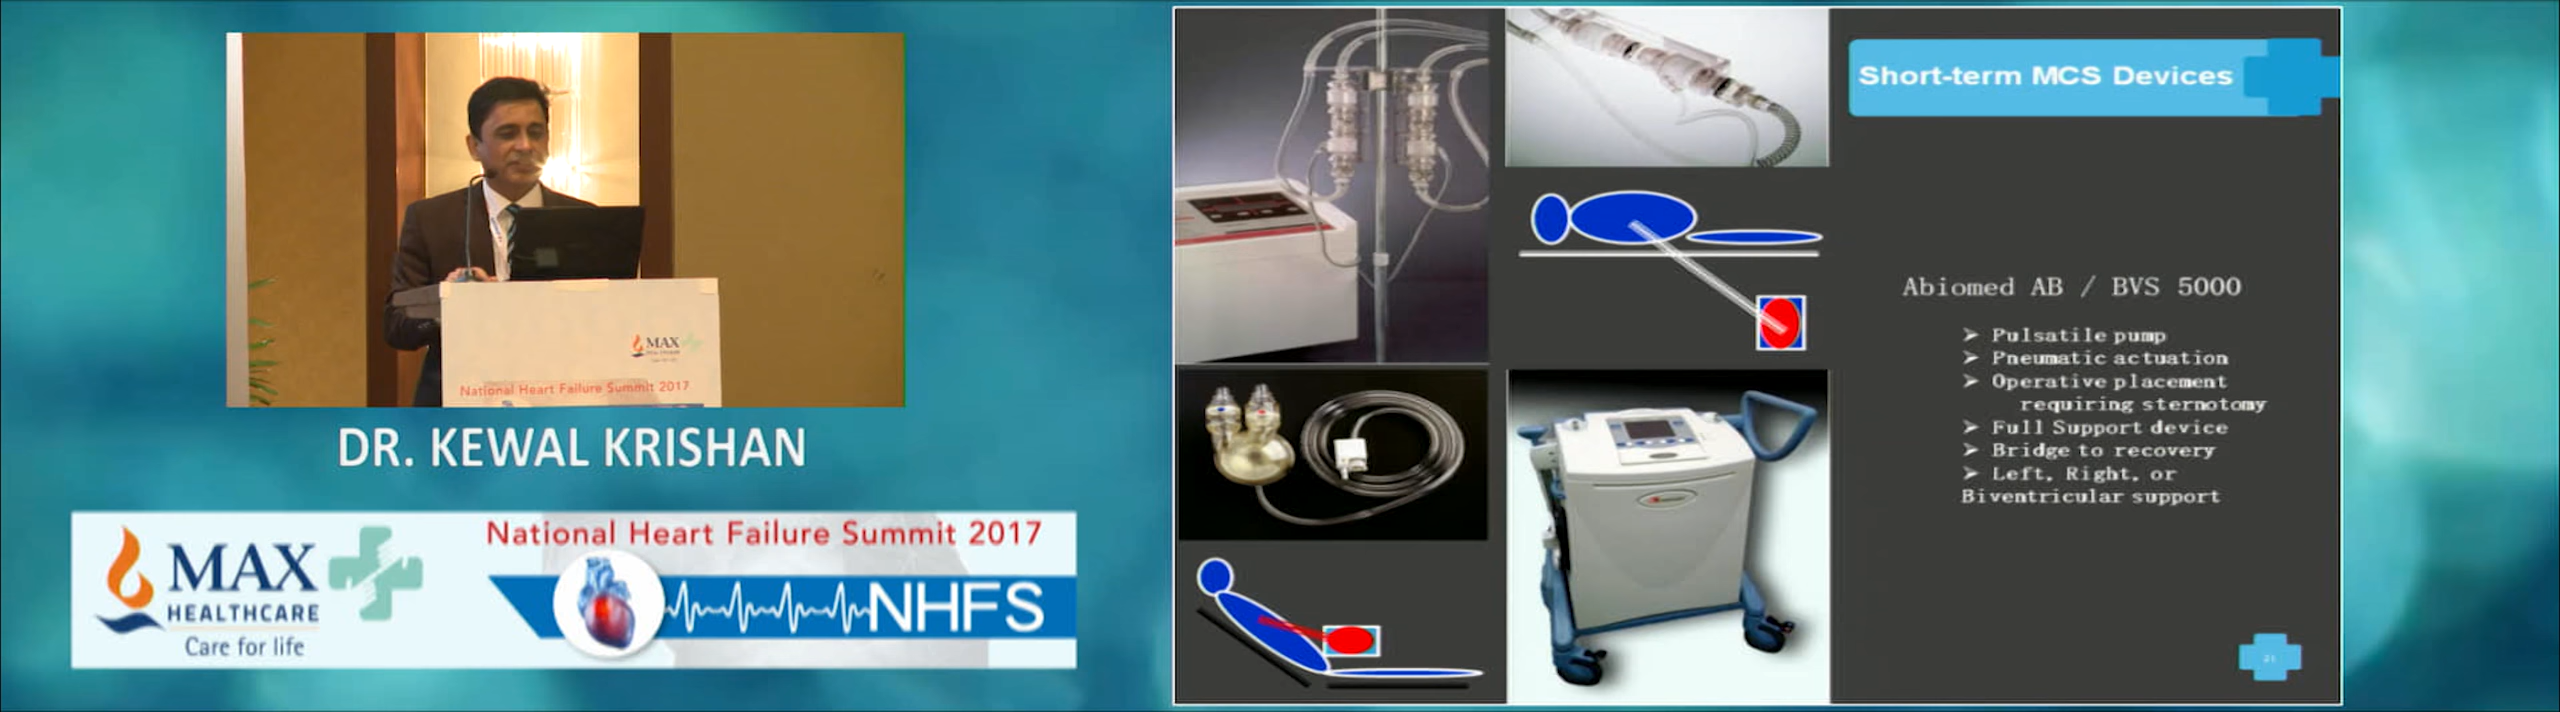 MAX
National Heart Failure Summit 2017
DR. KEWAL KRISHAN
MAX
HEALTHCARE
Care for life
National Heart Failure Summit 2017
NHFS
Short-term MCS Devices
Abiomed AB / BVS 5000
➢ Pulsatile pump
➢ Pneumatic actuation
➢ Operative placement
requiring sternotomy
➢ Full Support device
➢ Bridge to recovery
➢ Left, Right, or
Biventricular support
21